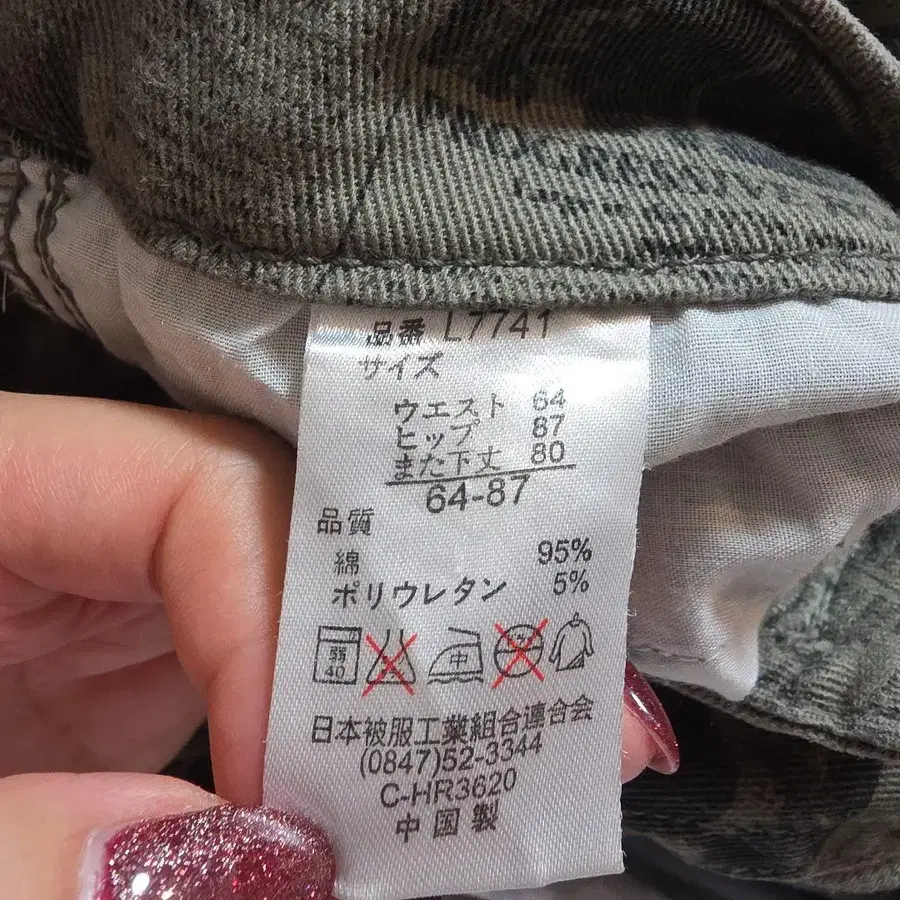 品番 L7741
サイズ
ウエスト 64
ヒップ 87
また下丈 80
64-87
品質
綿 95%
ポリウレタン 5%
弱 40 中
日本被服工業組合連合会
(0847)52-3344
C-HR3620
中国製